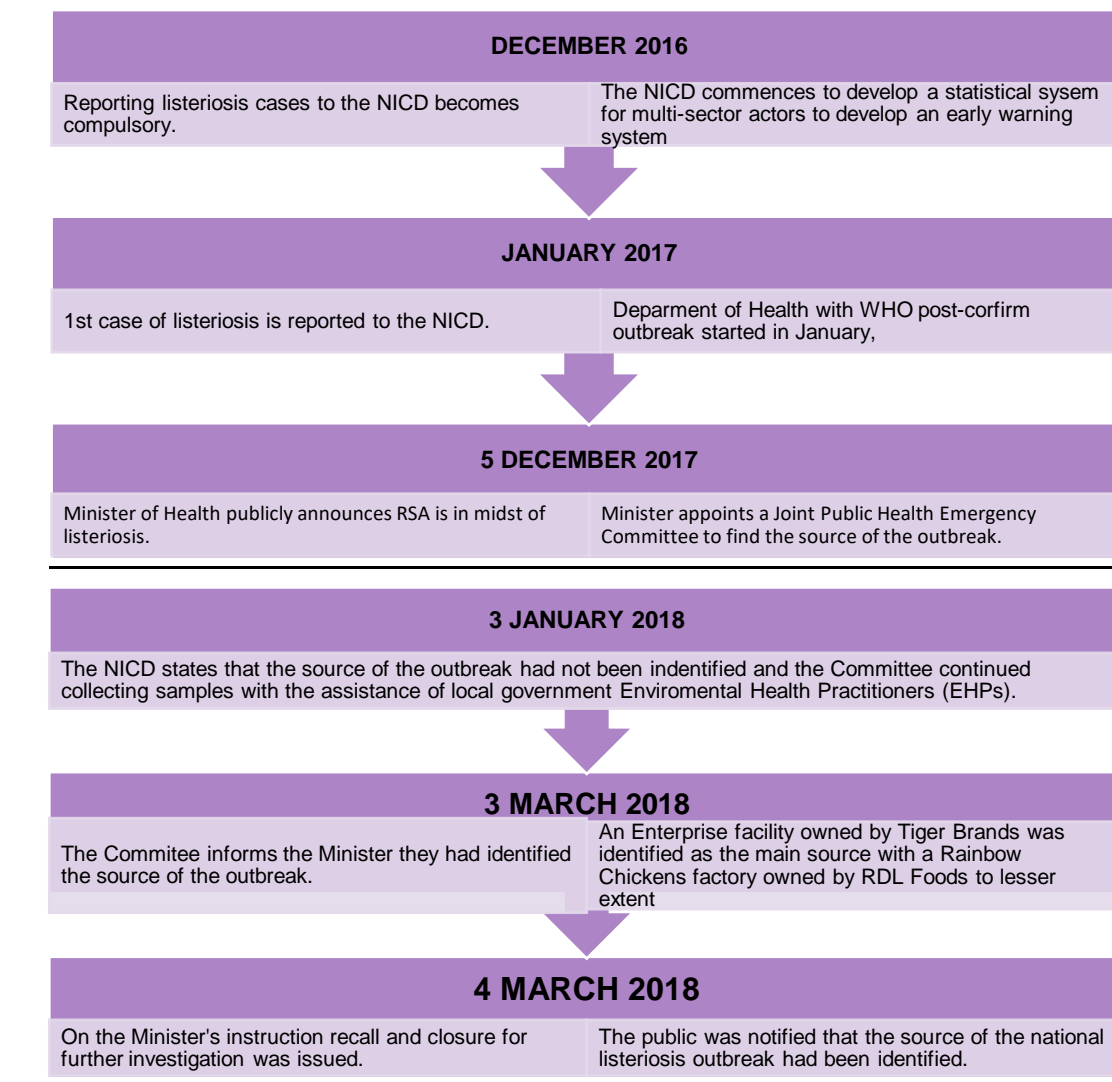 DECEMBER 2016
Reporting listeriosis cases to the NICD becomes
compulsory.
The NICD commences to develop a statistical sysem
for multi-sector actors to develop an early warning
system
JANUARY 2017
1st case of listeriosis is reported to the NICD.
Deparment of Health with WHO post-corfirm
outbreak started in January,
5 DECEMBER 2017
Minister of Health publicly announces RSA is in midst of
listeriosis.
Minister appoints a Joint Public Health Emergency
Committee to find the source of the outbreak.
3 JANUARY 2018
The NICD states that the source of the outbreak had not been indentified and the Committee continued
collecting samples with the assistance of local government Enviromental Health Practitioners (EHPs).
3 MARCH 2018
The Commitee informs the Minister they had identified
the source of the outbreak.
An Enterprise facility owned by Tiger Brands was
identified as the main source with a Rainbow
Chickens factory owned by RDL Foods to lesser
extent
4 MARCH 2018
On the Minister's instruction recall and closure for
further investigation was issued.
The public was notified that the source of the national
listeriosis outbreak had been identified.